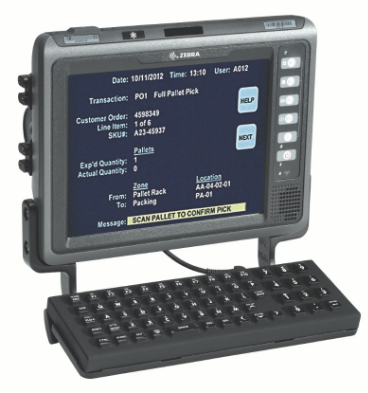 ZEBRA
Date: 10/11/2012 Time: 13:10 User: A012
Transaction: PO1 Full Pallet Pick
HELP
Customer Order: 4598349
Line Item: 1 of 6
SKU#: A23-45937
NEXT
Pallets
Exp'd Quantity: 1
Actual Quantity: 0
Zone Location
From: Pallet Rack AA-04-02-01
To: Packing PA-01
Message: SCAN PALLET TO CONFIRM PICK